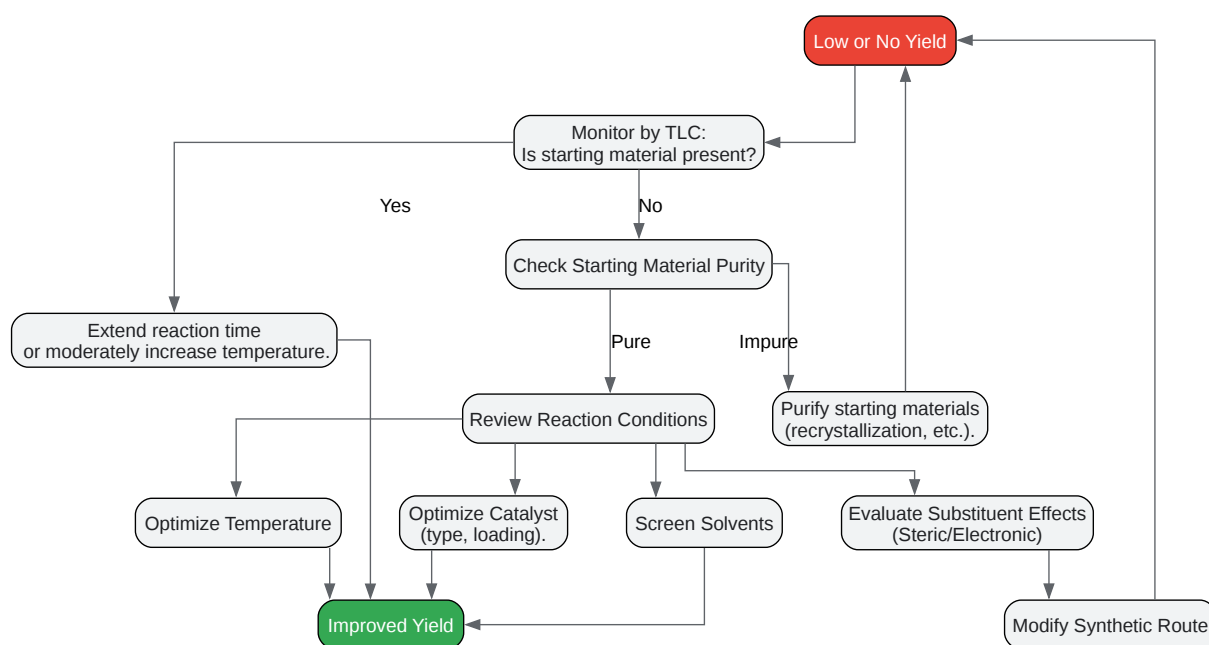 Low or No Yield
Monitor by TLC:
Is starting material present?
Yes
No
Check Starting Material Purity
Extend reaction time
or moderately increase temperature.
Pure
Impure
Review Reaction Conditions
Purify starting materials
(recrystallization, etc.).
Optimize Temperature
Optimize Catalyst
(type, loading).
Screen Solvents
Evaluate Substituent Effects
(Steric/Electronic)
Improved Yield
Modify Synthetic Route